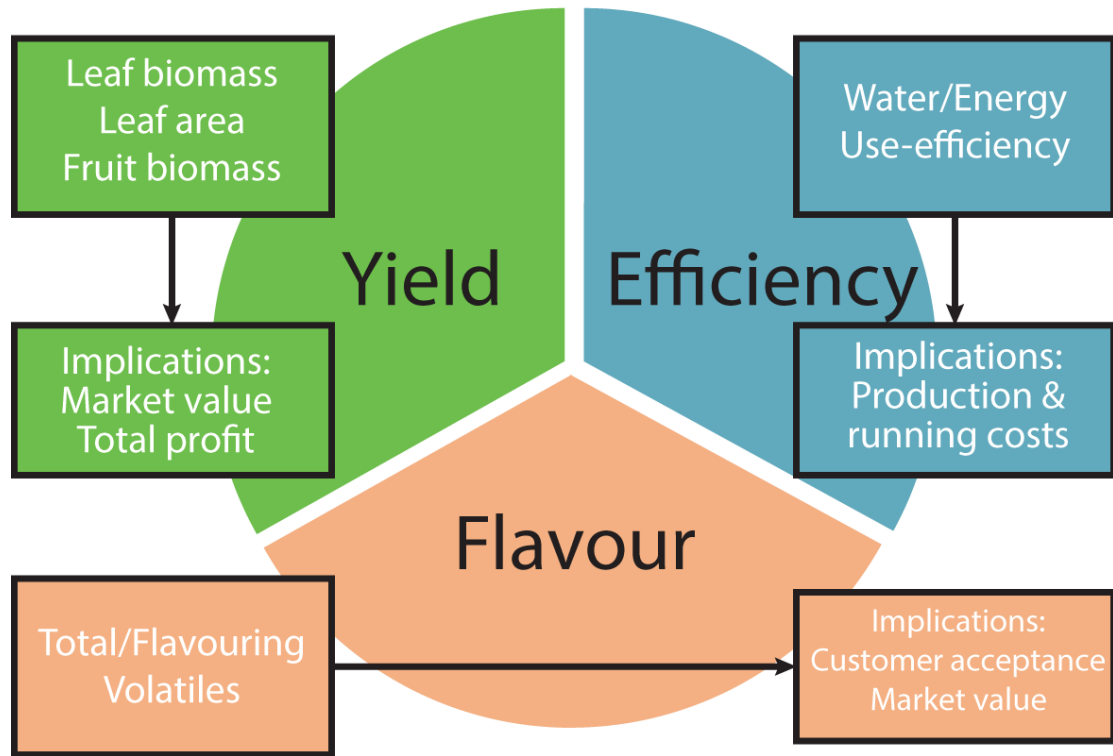 Leaf biomass
Leaf area
Fruit biomass
Water/Energy
Use-efficiency
Yield
Efficiency
Implications:
Market value
Total profit
Implications:
Production &
running costs
Flavour
Total/Flavouring
Volatiles
Implications:
Customer acceptance
Market value